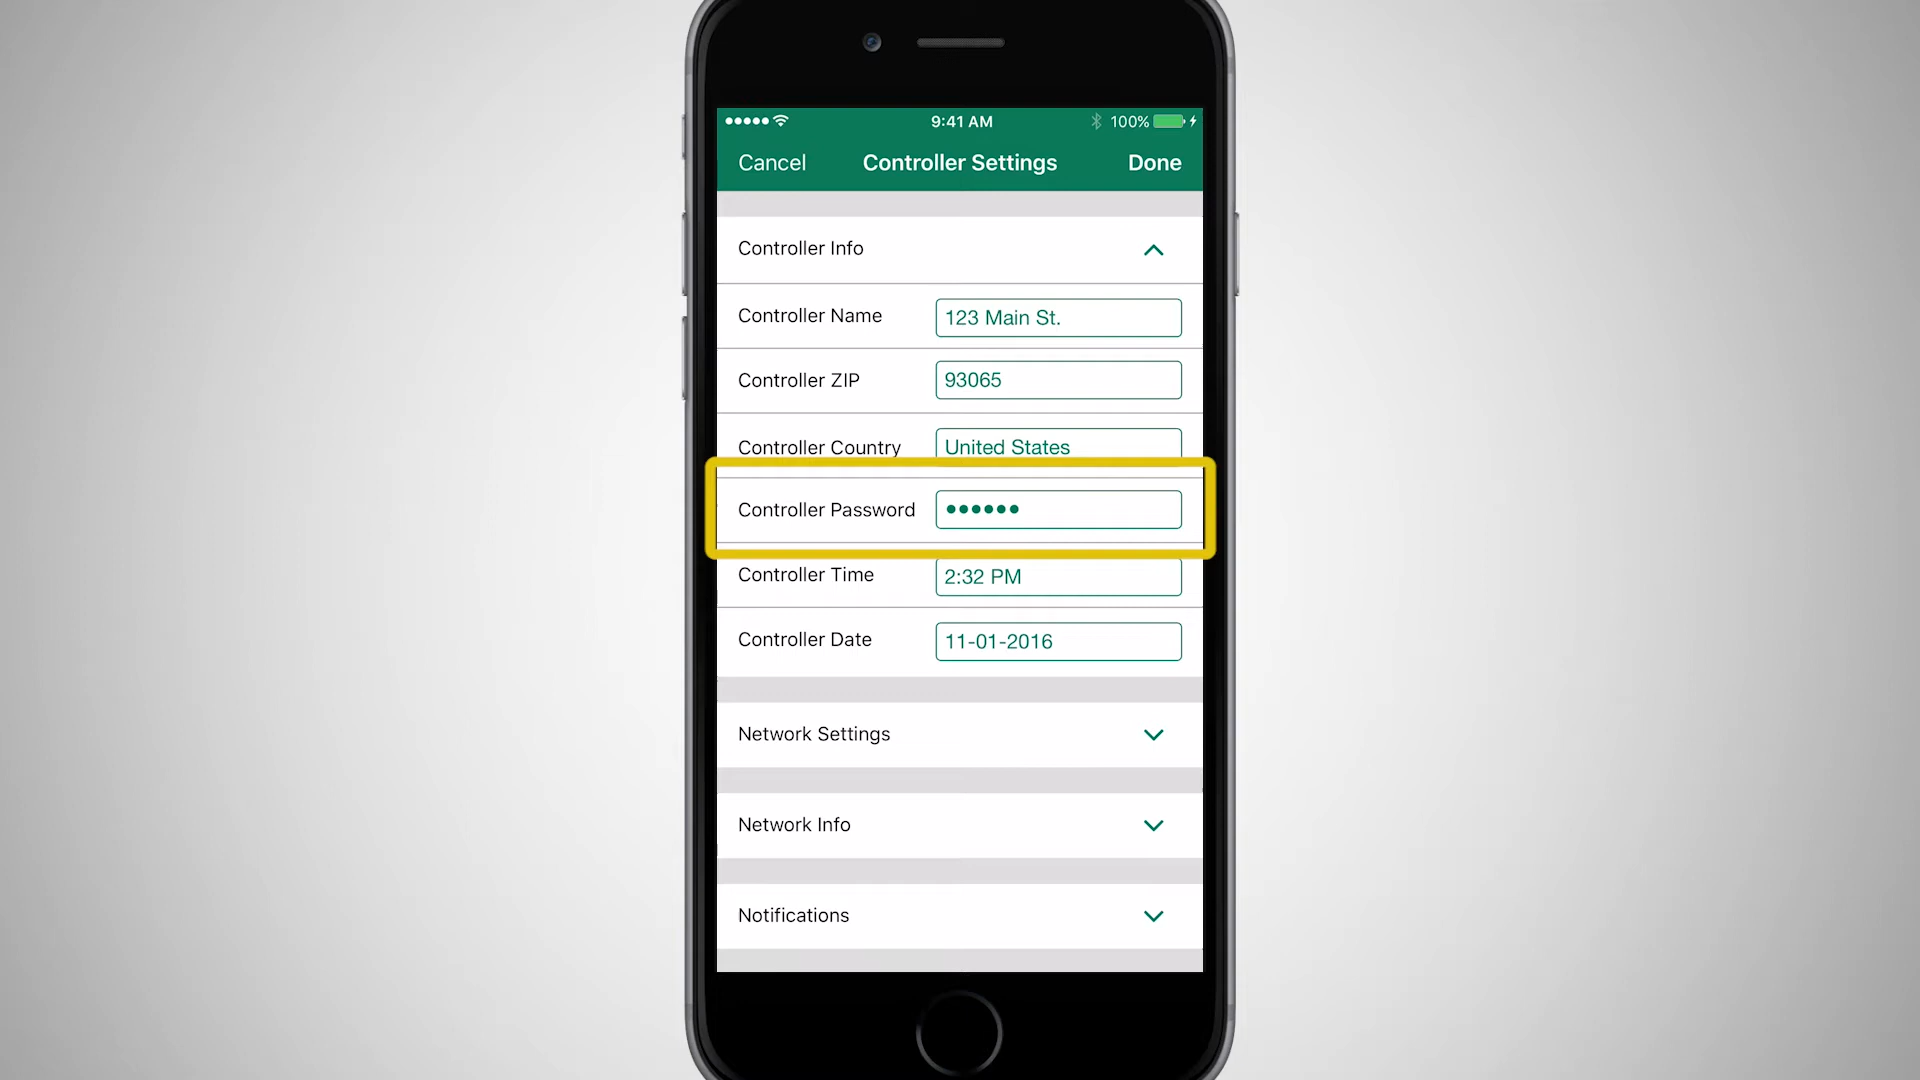 9:41 AM 100%
Cancel Controller Settings Done
Controller Info
Controller Name 123 Main St.
Controller ZIP 93065
Controller Country United States
Controller Password ••••••
Controller Time 2:32 PM
Controller Date 11-01-2016
Network Settings
Network Info
Notifications